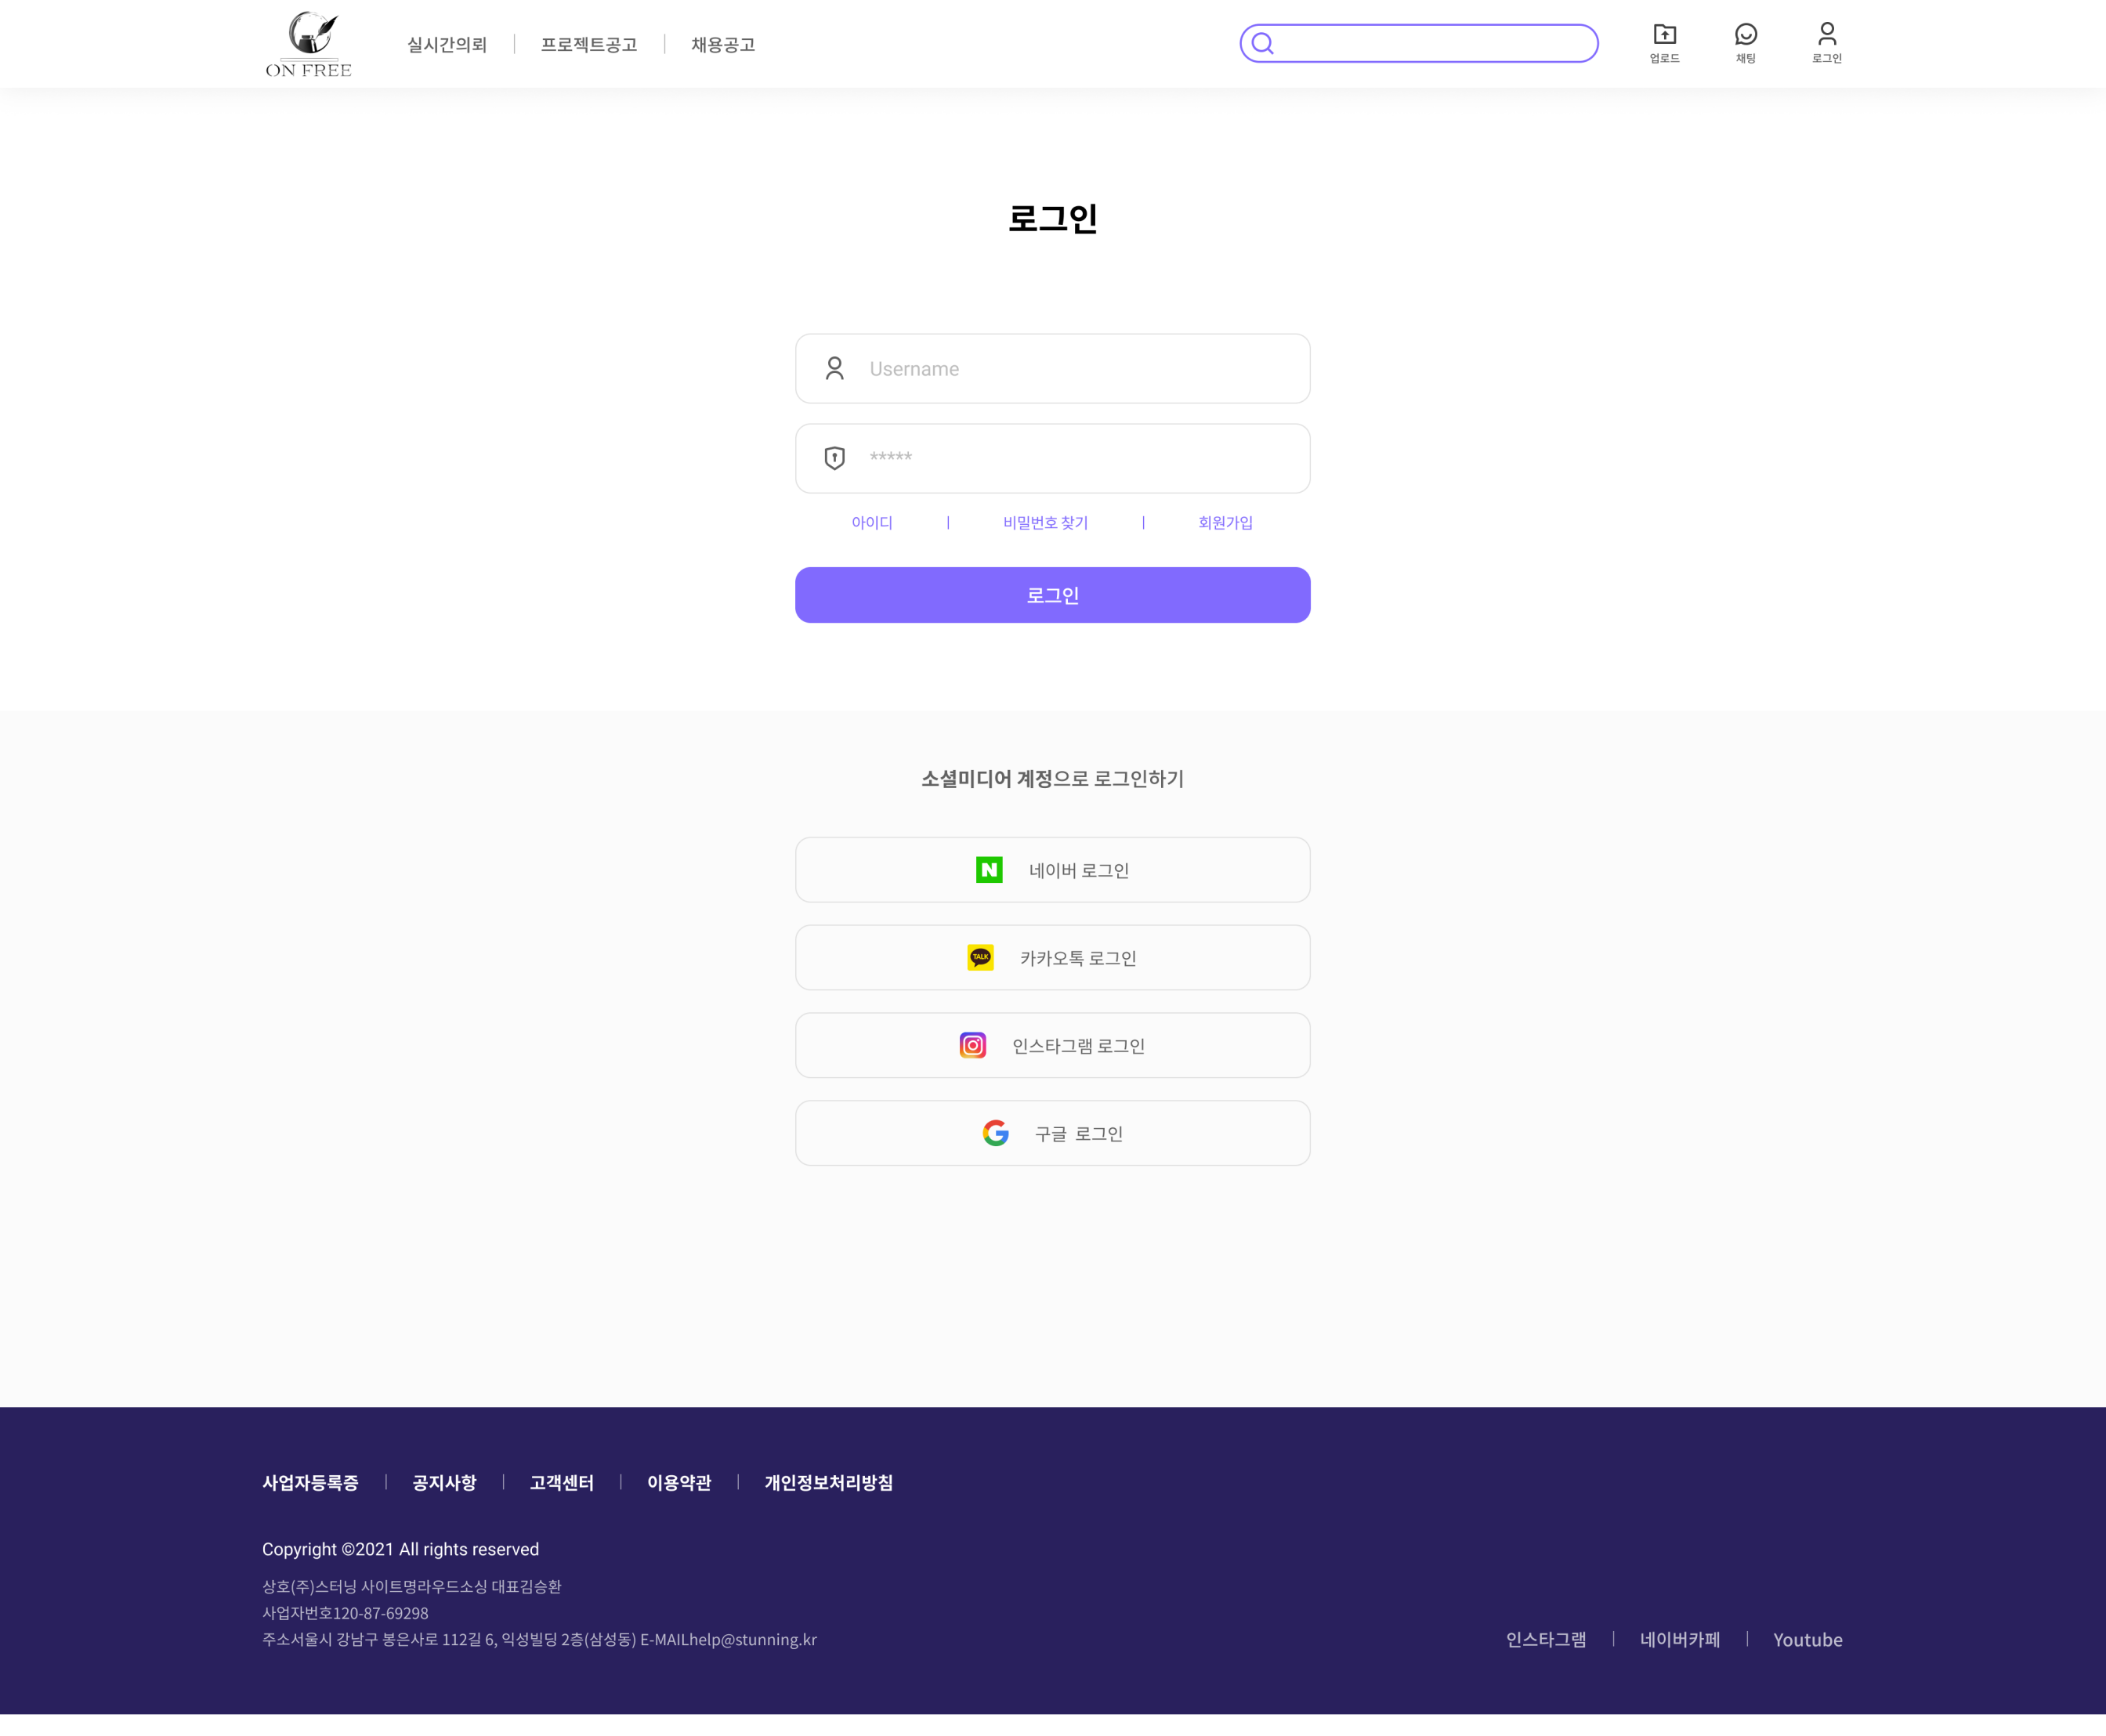 ON FREE
실시간의뢰 | 프로젝트공고 | 채용공고
업로드 채팅 로그인
로그인
Username
*****
아이디 | 비밀번호 찾기 | 회원가입
로그인
소셜미디어 계정으로 로그인하기
N 네이버 로그인
TALK 카카오톡 로그인
인스타그램 로그인
G 구글 로그인
사업자등록증 | 공지사항 | 고객센터 | 이용약관 | 개인정보처리방침
Copyright ©2021 All rights reserved
상호(주)스터닝 사이트명라우드소싱 대표김승환
사업자번호120-87-69298
주소서울시 강남구 봉은사로 112길 6, 익성빌딩 2층(삼성동) E-MAILhelp@stunning.kr
인스타그램 | 네이버카페 | Youtube